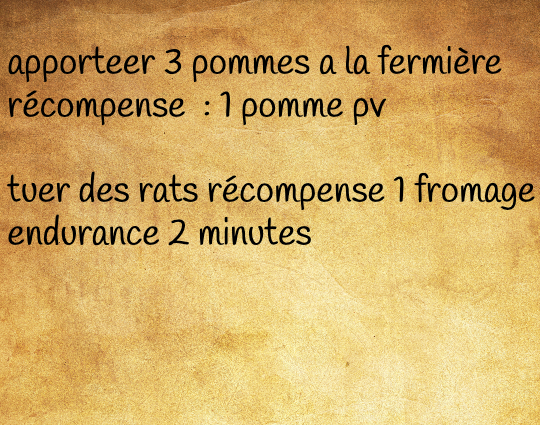 apporteer 3 pommes a la fermière
récompense : 1 pomme pv
tuer des rats récompense 1 fromage
endurance 2 minutes